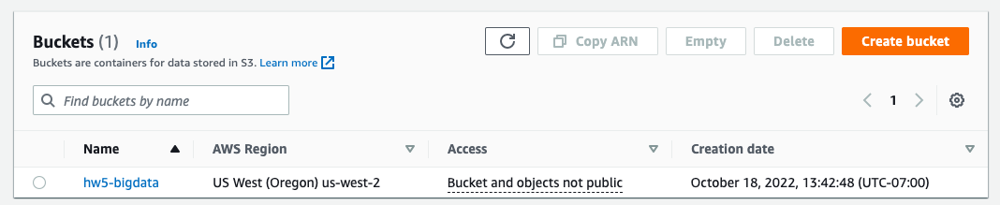 Buckets (1) Info
Copy ARN Empty Delete Create bucket
Buckets are containers for data stored in S3. Learn more
Find buckets by name
1
Name AWS Region Access Creation date
hw5-bigdata US West (Oregon) us-west-2 Bucket and objects not public October 18, 2022, 13:42:48 (UTC-07:00)